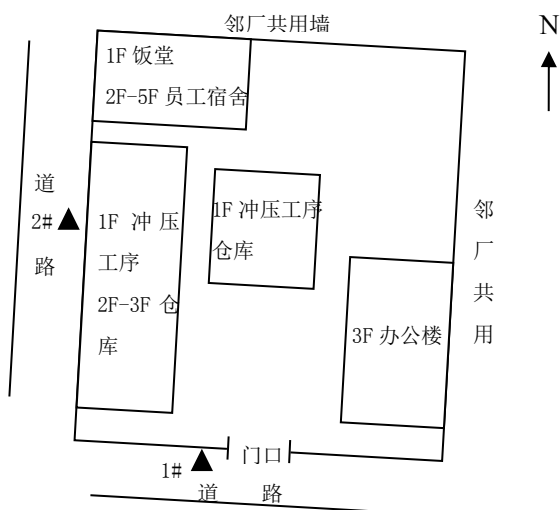 邻厂共用墙
N
1F 饭堂
2F-5F 员工宿舍
道
2#
路
1F 冲压
工序
2F-3F 仓
库
1F 冲压工序
仓库
邻
厂
共
用
3F 办公楼
门口
1#
道 路